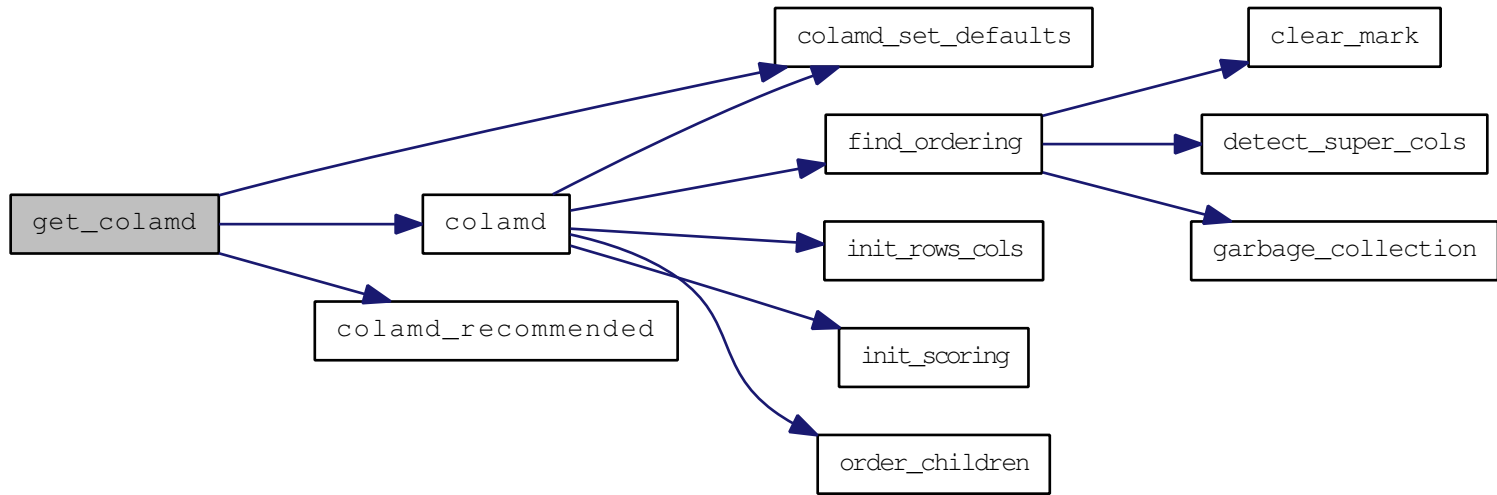 get_colamd
colamd_set_defaults
colamd
colamd_recommended
find_ordering
init_rows_cols
init_scoring
order_children
clear_mark
detect_super_cols
garbage_collection